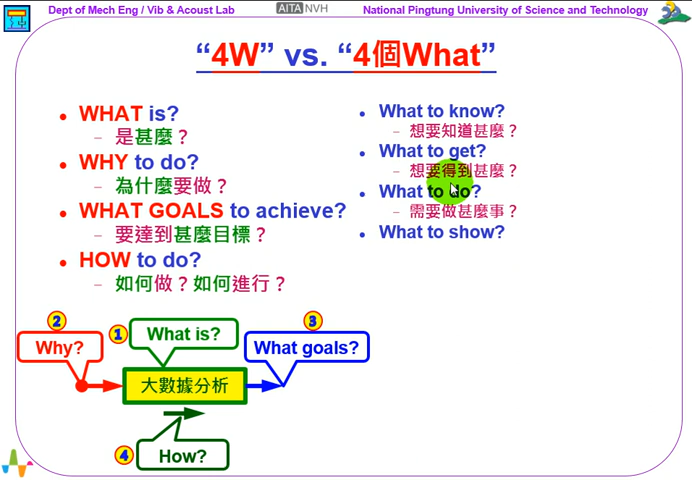 Dept of Mech Eng / Vib & Acoust Lab
AITA NVH
National Pingtung University of Science and Technology
“4W” vs. “4個What”
• WHAT is?
– 是甚麼？
• WHY to do?
– 為什麼要做？
• WHAT GOALS to achieve?
– 要達到甚麼目標？
• HOW to do?
– 如何做？如何進行？
• What to know?
– 想要知道甚麼？
• What to get?
– 想要得到甚麼？
• What to do?
– 需要做甚麼事？
• What to show?
2
Why?
1
What is?
3
What goals?
大數據分析
4
How?